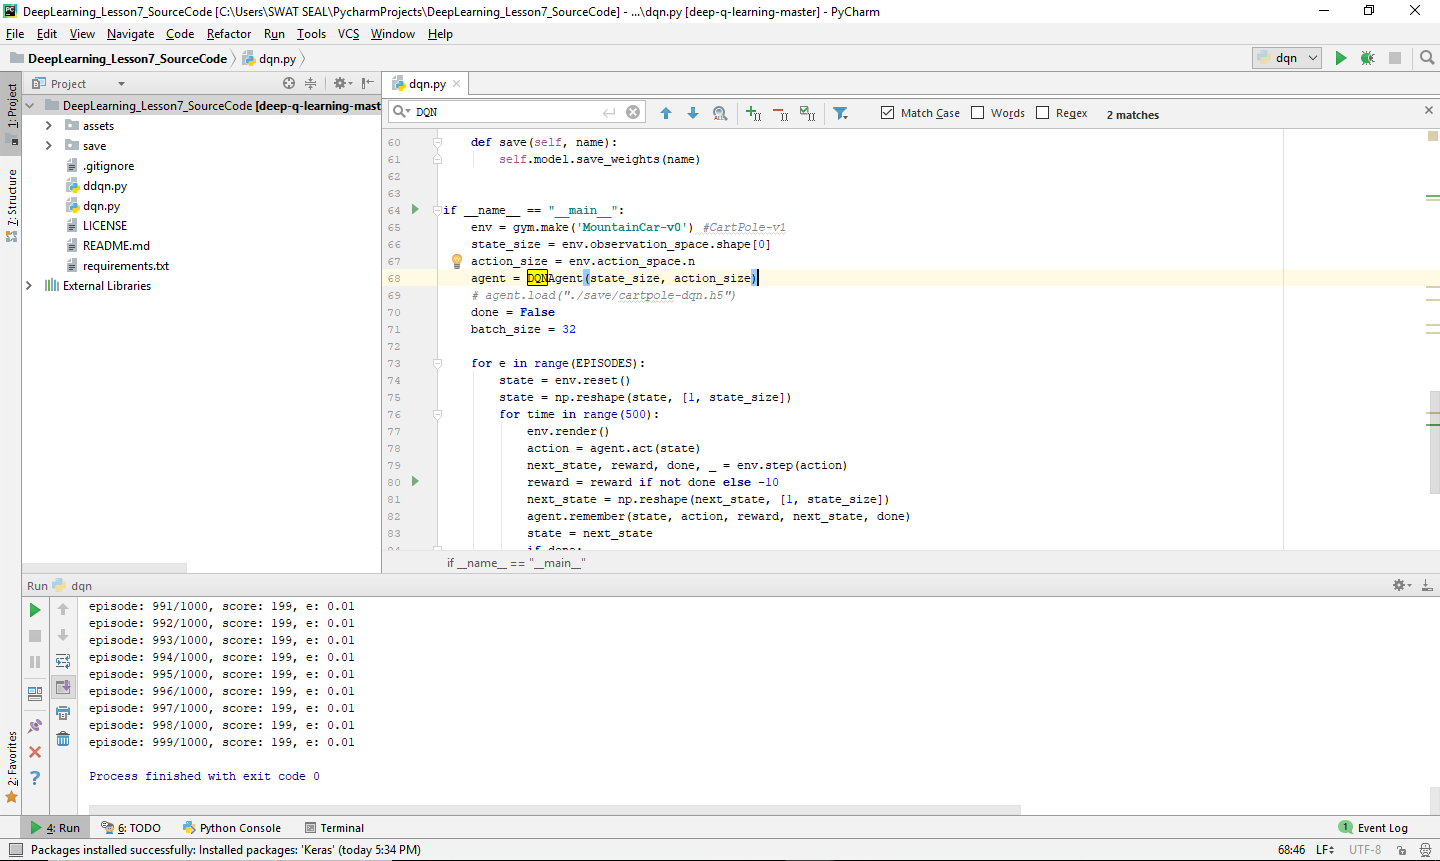 DeepLearning_Lesson7_SourceCode [C:\Users\SWAT SEAL\PycharmProjects\DeepLearning_Lesson7_SourceCode] - ...\dqn.py [deep-q-learning-master] - PyCharm
File Edit View Navigate Code Refactor Run Tools VCS Window Help
DeepLearning_Lesson7_SourceCode dqn.py dqn
1: Project
7: Structure
2: Favorites
Project
DeepLearning_Lesson7_SourceCode [deep-q-learning-mast
assets
save
.gitignore
ddqn.py
dqn.py
LICENSE
README.md
requirements.txt
External Libraries
dqn.py
DQN Match Case Words Regex 2 matches
60 def save(self, name):
61 self.model.save_weights(name)
62
63
64 if __name__ == "__main__":
65 env = gym.make('MountainCar-v0') #CartPole-v1
66 state_size = env.observation_space.shape[0]
67 action_size = env.action_space.n
68 agent = DQNAgent(state_size, action_size)
69 # agent.load("./save/cartpole-dqn.h5")
70 done = False
71 batch_size = 32
72
73 for e in range(EPISODES):
74 state = env.reset()
75 state = np.reshape(state, [1, state_size])
76 for time in range(500):
77 env.render()
78 action = agent.act(state)
79 next_state, reward, done, _ = env.step(action)
80 reward = reward if not done else -10
81 next_state = np.reshape(next_state, [1, state_size])
82 agent.remember(state, action, reward, next_state, done)
83 state = next_state
84 if done:
if __name__ == "__main__"
Run dqn
episode: 991/1000, score: 199, e: 0.01
episode: 992/1000, score: 199, e: 0.01
episode: 993/1000, score: 199, e: 0.01
episode: 994/1000, score: 199, e: 0.01
episode: 995/1000, score: 199, e: 0.01
episode: 996/1000, score: 199, e: 0.01
episode: 997/1000, score: 199, e: 0.01
episode: 998/1000, score: 199, e: 0.01
episode: 999/1000, score: 199, e: 0.01
Process finished with exit code 0
4: Run 6: TODO Python Console Terminal 1 Event Log
Packages installed successfully: Installed packages: 'Keras' (today 5:34 PM) 68:46 LF UTF-8